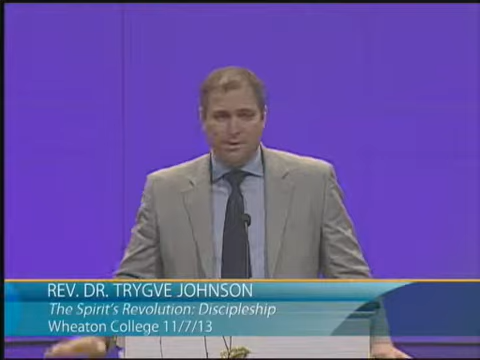 REV. DR. TRYGVE JOHNSON
The Spirit's Revolution: Discipleship
Wheaton College 11/7/13